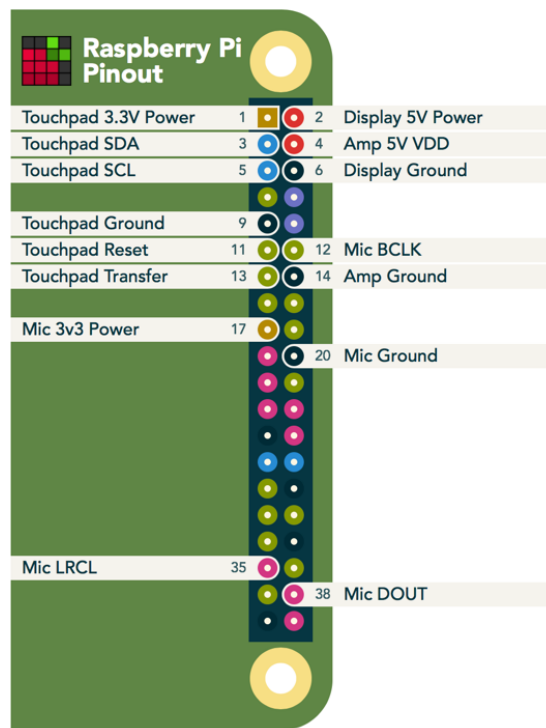 Raspberry Pi
Pinout
Touchpad 3.3V Power 1 2 Display 5V Power
Touchpad SDA 3 4 Amp 5V VDD
Touchpad SCL 5 6 Display Ground
Touchpad Ground 9
Touchpad Reset 11 12 Mic BCLK
Touchpad Transfer 13 14 Amp Ground
Mic 3v3 Power 17
20 Mic Ground
Mic LRCL 35
38 Mic DOUT